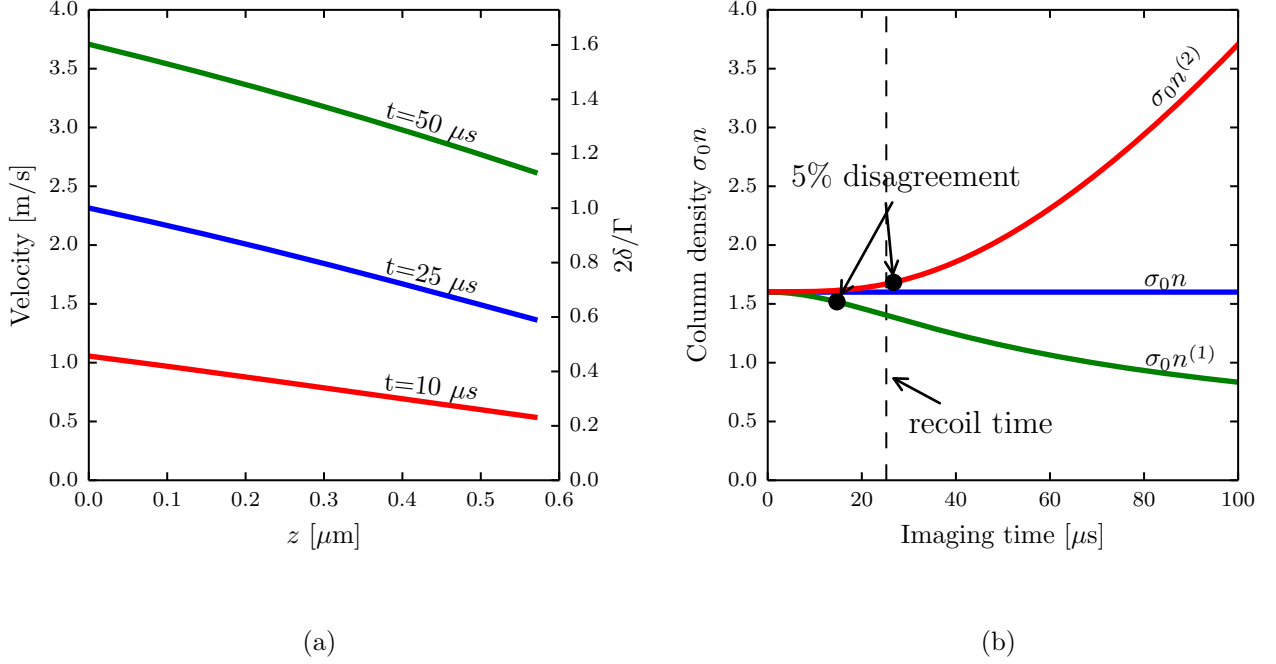 4.0
3.5
3.0
2.5
2.0
1.5
1.0
0.5
0.0
Velocity [m/s]
t=50 μs
t=25 μs
t=10 μs
1.6
1.4
1.2
1.0
0.8
0.6
0.4
0.2
0.0
2δ/Γ
0.0 0.1 0.2 0.3 0.4 0.5 0.6
z [μm]
(a)
4.0
3.5
3.0
2.5
2.0
1.5
1.0
0.5
0.0
Column density σ₀n
σ₀n⁽²⁾
5% disagreement
σ₀n
σ₀n⁽¹⁾
recoil time
0 20 40 60 80 100
Imaging time [μs]
(b)